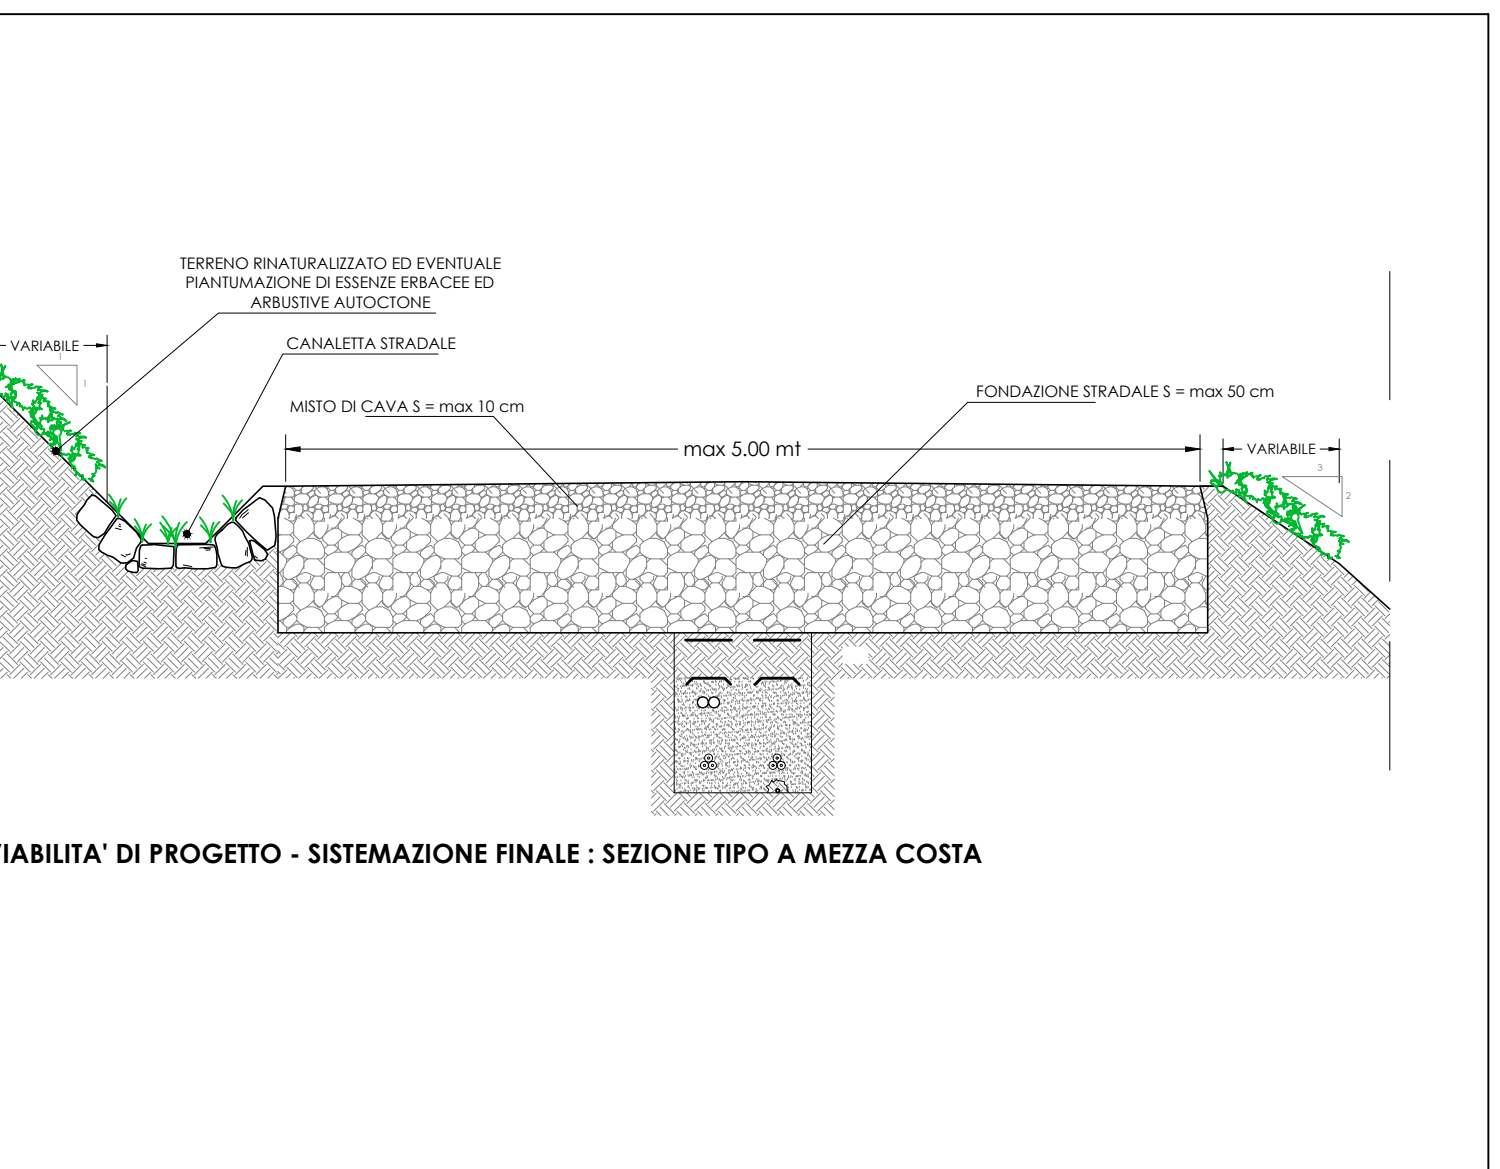 TERRENO RINATURALIZZATO ED EVENTUALE
PIANTUMAZIONE DI ESSENZE ERBACEE ED
ARBUSTIVE AUTOCTONE
CANALETTA STRADALE
VARIABILE
1
1
MISTO DI CAVA S = max 10 cm
FONDAZIONE STRADALE S = max 50 cm
max 5.00 mt
VARIABILE
3
2
IABILITA' DI PROGETTO - SISTEMAZIONE FINALE : SEZIONE TIPO A MEZZA COSTA